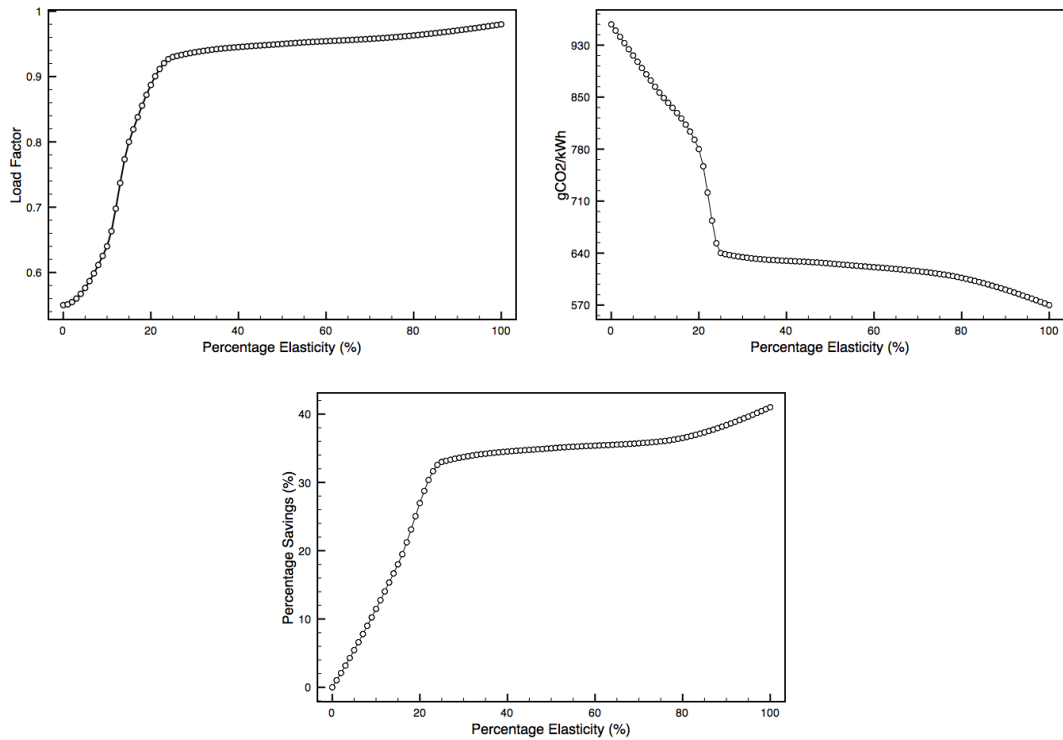 Load Factor
1
0.9
0.8
0.7
0.6
0 20 40 60 80 100
Percentage Elasticity (%)
gCO2/kWh
930
850
780
710
640
570
0 20 40 60 80 100
Percentage Elasticity (%)
Percentage Savings (%)
40
30
20
10
0
0 20 40 60 80 100
Percentage Elasticity (%)